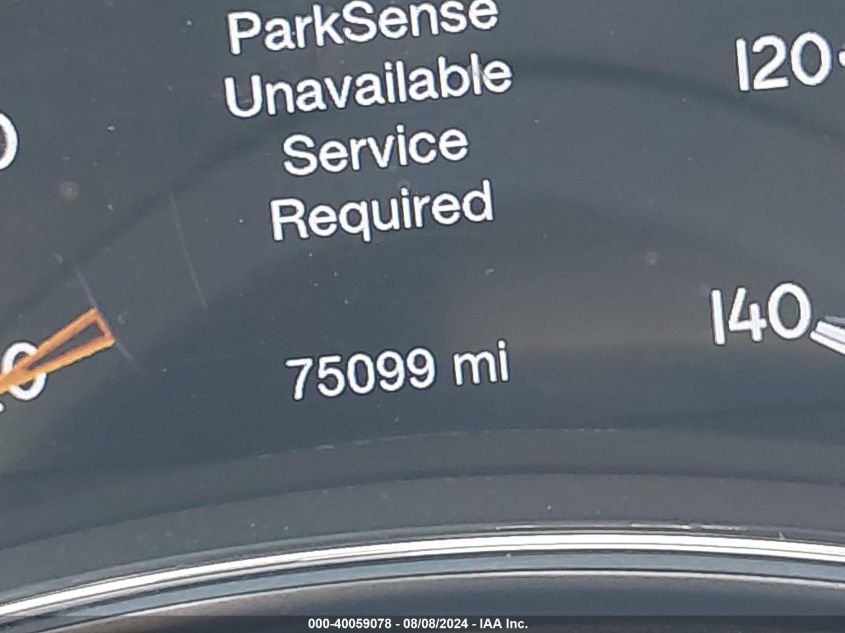 ParkSense
Unavailable
Service
Required
120
140
75099 mi
000-40059078 - 08/08/2024 - IAA Inc.